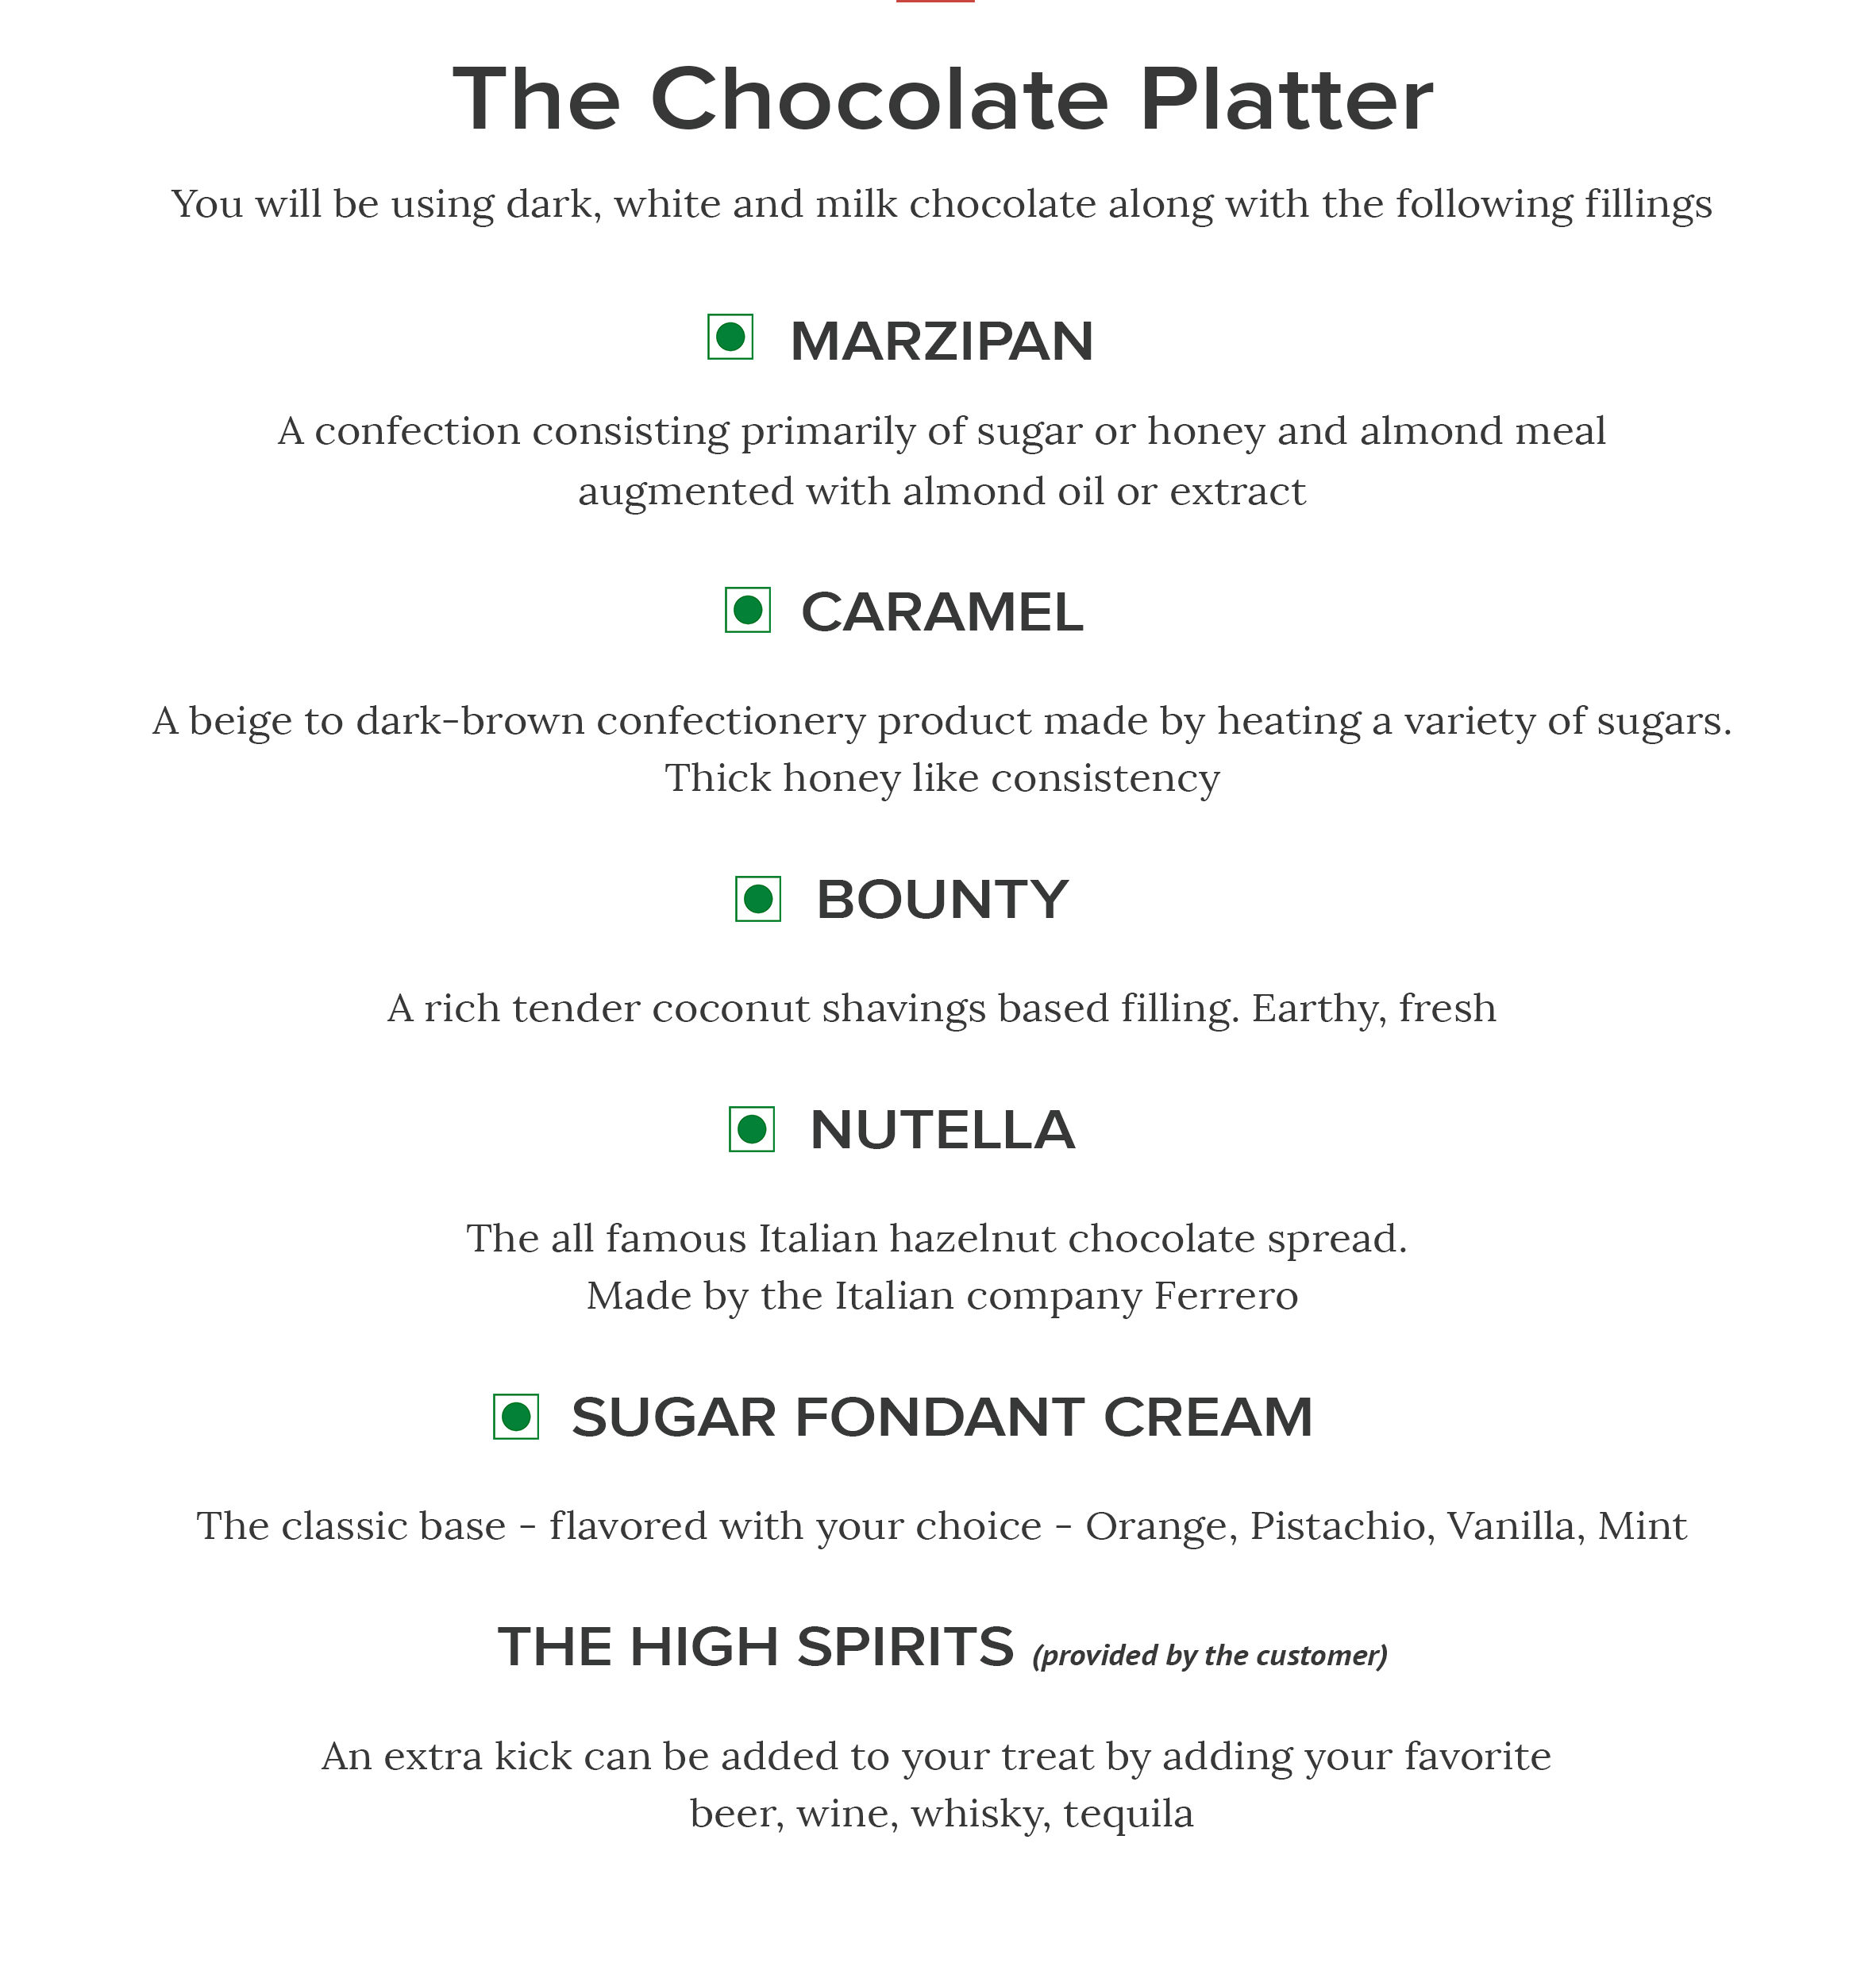 The Chocolate Platter
You will be using dark, white and milk chocolate along with the following fillings
MARZIPAN
A confection consisting primarily of sugar or honey and almond meal
augmented with almond oil or extract
CARAMEL
A beige to dark-brown confectionery product made by heating a variety of sugars.
Thick honey like consistency
BOUNTY
A rich tender coconut shavings based filling. Earthy, fresh
NUTELLA
The all famous Italian hazelnut chocolate spread.
Made by the Italian company Ferrero
SUGAR FONDANT CREAM
The classic base - flavored with your choice - Orange, Pistachio, Vanilla, Mint
THE HIGH SPIRITS (provided by the customer)
An extra kick can be added to your treat by adding your favorite
beer, wine, whisky, tequila